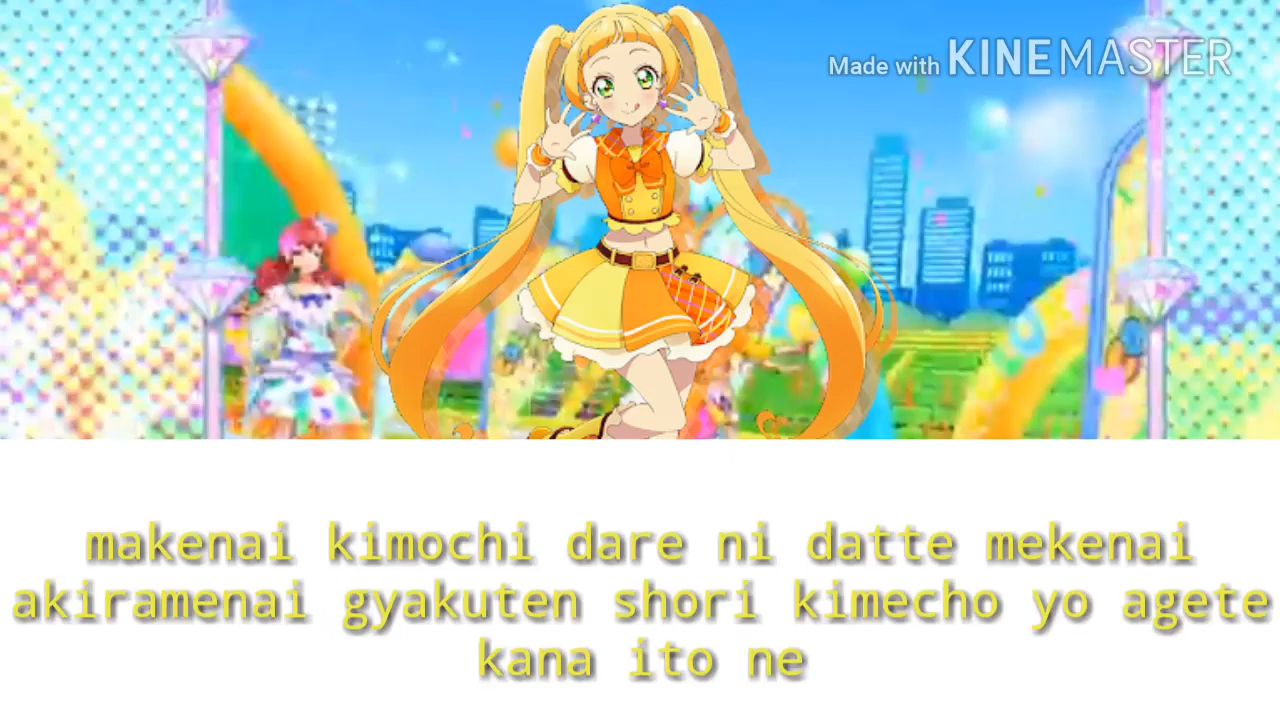 Made with KINEMASTER
makenai kimochi dare ni datte mekenai
akiramenai gyakuten shori kimecho yo agete
kana ito ne